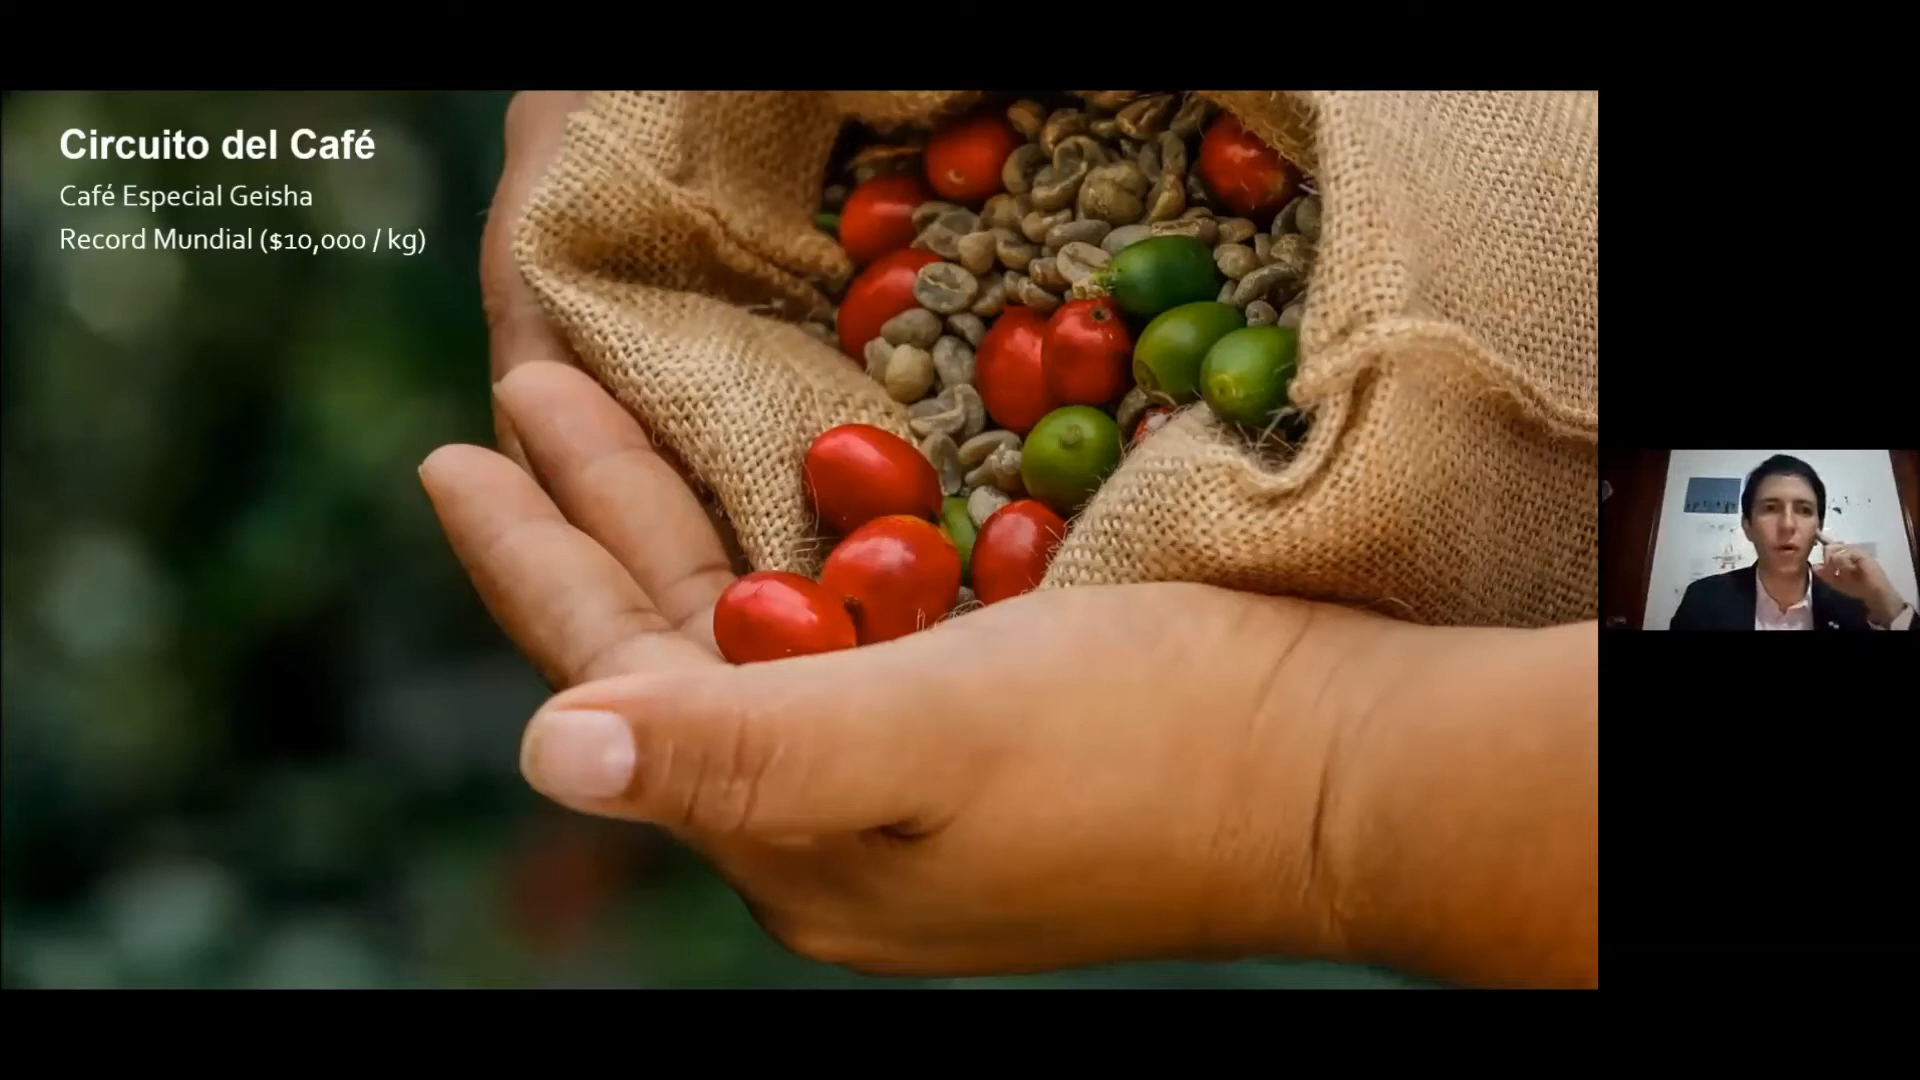 Circuito del Café
Café Especial Geisha
Record Mundial ($10,000 / kg)